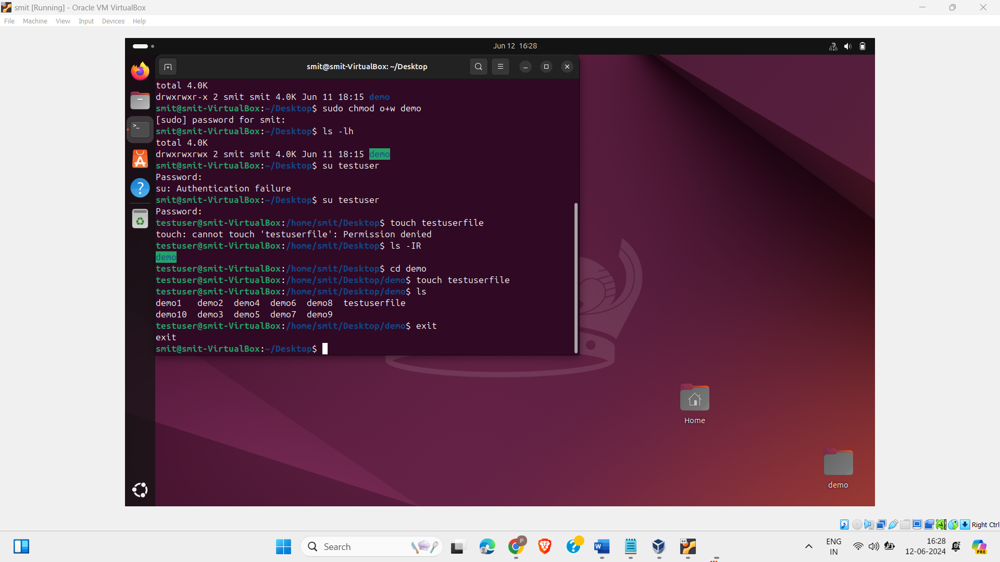 smit [Running] - Oracle VM VirtualBox
File Machine View Input Devices Help
Jun 12 16:28
smit@smit-VirtualBox: ~/Desktop
total 4.0K
drwxrwxr-x 2 smit smit 4.0K Jun 11 18:15 demo
smit@smit-VirtualBox:~/Desktop$ sudo chmod o+w demo
[sudo] password for smit:
smit@smit-VirtualBox:~/Desktop$ ls -lh
total 4.0K
drwxrwxrwx 2 smit smit 4.0K Jun 11 18:15 demo
smit@smit-VirtualBox:~/Desktop$ su testuser
Password:
su: Authentication failure
smit@smit-VirtualBox:~/Desktop$ su testuser
Password:
testuser@smit-VirtualBox:/home/smit/Desktop$ touch testuserfile
touch: cannot touch 'testuserfile': Permission denied
testuser@smit-VirtualBox:/home/smit/Desktop$ ls -IR
demo
testuser@smit-VirtualBox:/home/smit/Desktop$ cd demo
testuser@smit-VirtualBox:/home/smit/Desktop/demo$ touch testuserfile
testuser@smit-VirtualBox:/home/smit/Desktop/demo$ ls
demo1 demo2 demo4 demo6 demo8 testuserfile
demo10 demo3 demo5 demo7 demo9
testuser@smit-VirtualBox:/home/smit/Desktop/demo$ exit
exit
smit@smit-VirtualBox:~/Desktop$
Home
demo
Right Ctrl
Search
ENG
IN
16:28
12-06-2024
PRE